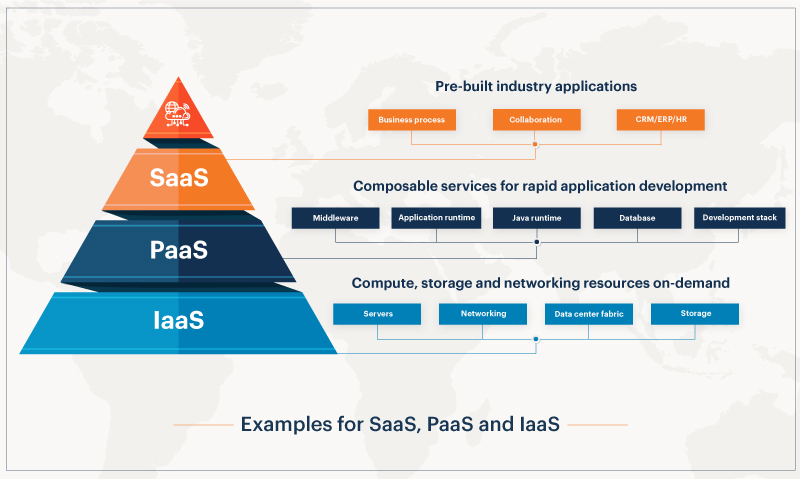 Pre-built industry applications
Business process
Collaboration
CRM/ERP/HR
SaaS
Composable services for rapid application development
Middleware
Application runtime
Java runtime
Database
Development stack
PaaS
Compute, storage and networking resources on-demand
Servers
Networking
Data center fabric
Storage
IaaS
Examples for SaaS, PaaS and IaaS